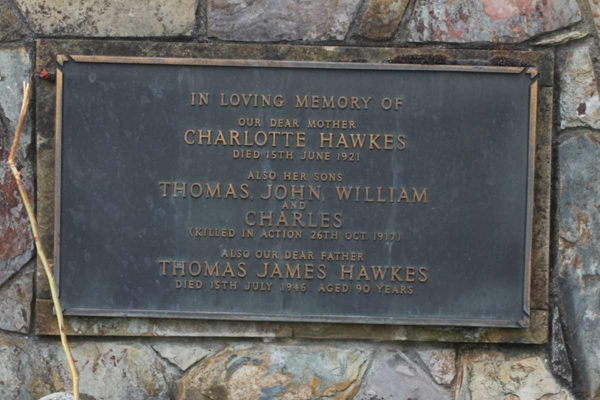 IN LOVING MEMORY OF
OUR DEAR MOTHER
CHARLOTTE HAWKES
DIED 15TH JUNE 1921
ALSO HER SONS
THOMAS, JOHN, WILLIAM
AND
CHARLES
(KILLED IN ACTION 26TH OCT. 1917)
ALSO OUR DEAR FATHER
THOMAS JAMES HAWKES
DIED 15TH JULY 1946 AGED 90 YEARS